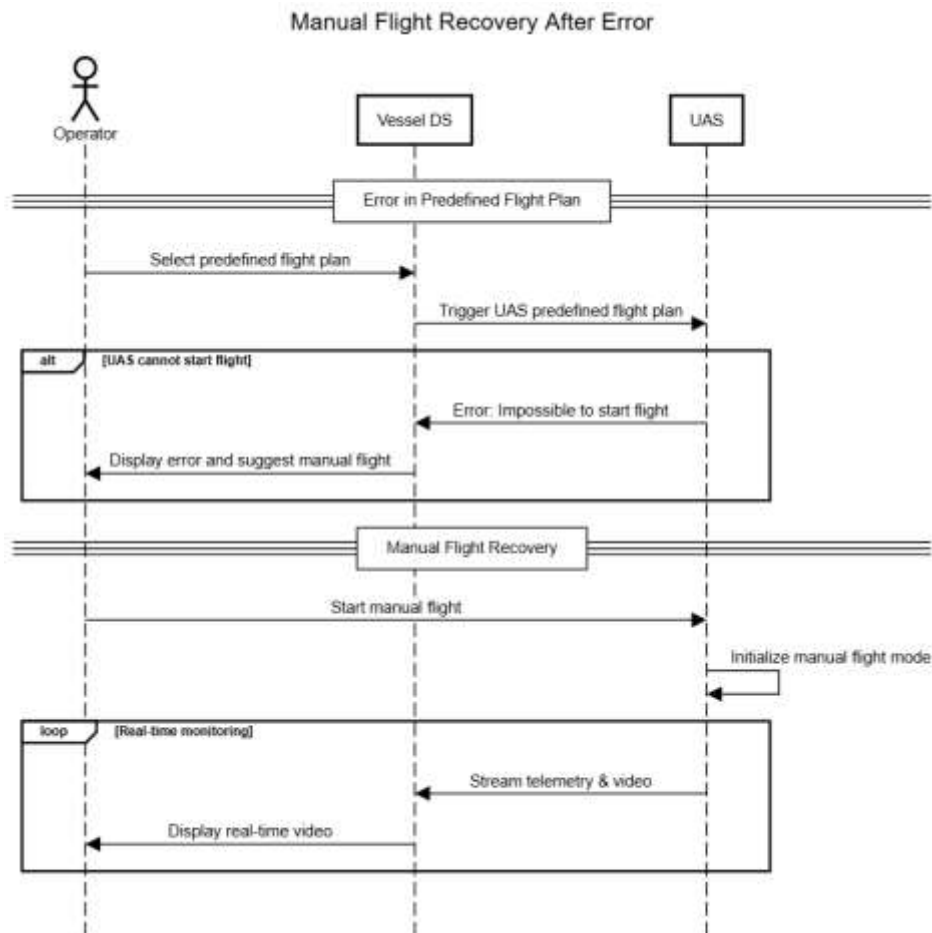 Manual Flight Recovery After Error
Operator
Vessel DS
UAS
Error in Predefined Flight Plan
Select predefined flight plan
Trigger UAS predefined flight plan
alt
[UAS cannot start flight]
Error: Impossible to start flight
Display error and suggest manual flight
Manual Flight Recovery
Start manual flight
Initialize manual flight mode
loop
[Real-time monitoring]
Stream telemetry & video
Display real-time video